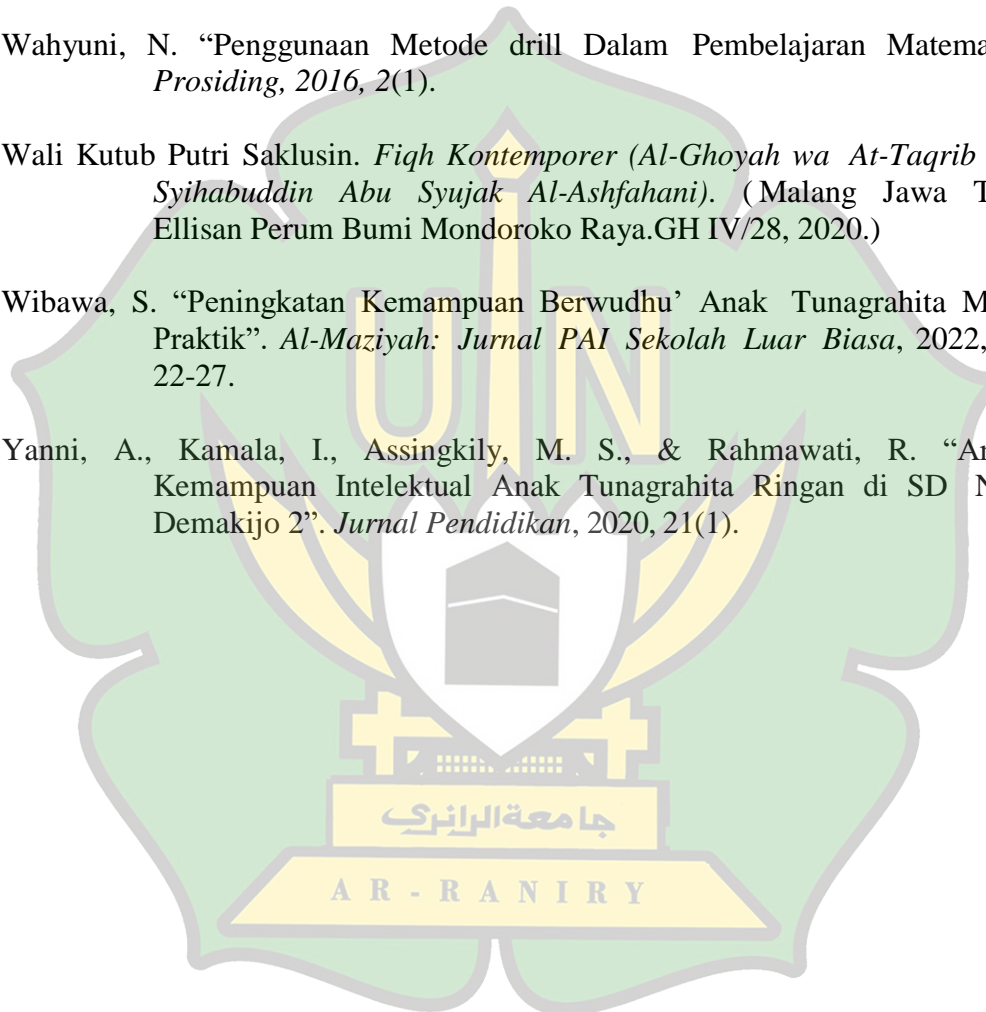 Wahyuni, N. “Penggunaan Metode drill Dalam Pembelajaran Matema
Prosiding, 2016, 2(1).
Wali Kutub Putri Saklusin. Fiqh Kontemporer (Al-Ghoyah wa At-Taqrib
Syihabuddin Abu Syujak Al-Ashfahani). (Malang Jawa T
Ellisan Perum Bumi Mondoroko Raya.GH IV/28, 2020.)
Wibawa, S. “Peningkatan Kemampuan Berwudhu’ Anak Tunagrahita M
Praktik”. Al-Maziyah: Jurnal PAI Sekolah Luar Biasa, 2022,
22-27.
Yanni, A., Kamala, I., Assingkily, M. S., & Rahmawati, R. “An
Kemampuan Intelektual Anak Tunagrahita Ringan di SD N
Demakijo 2”. Jurnal Pendidikan, 2020, 21(1).
UIN
جامعةالرانري
AR-RANIRY